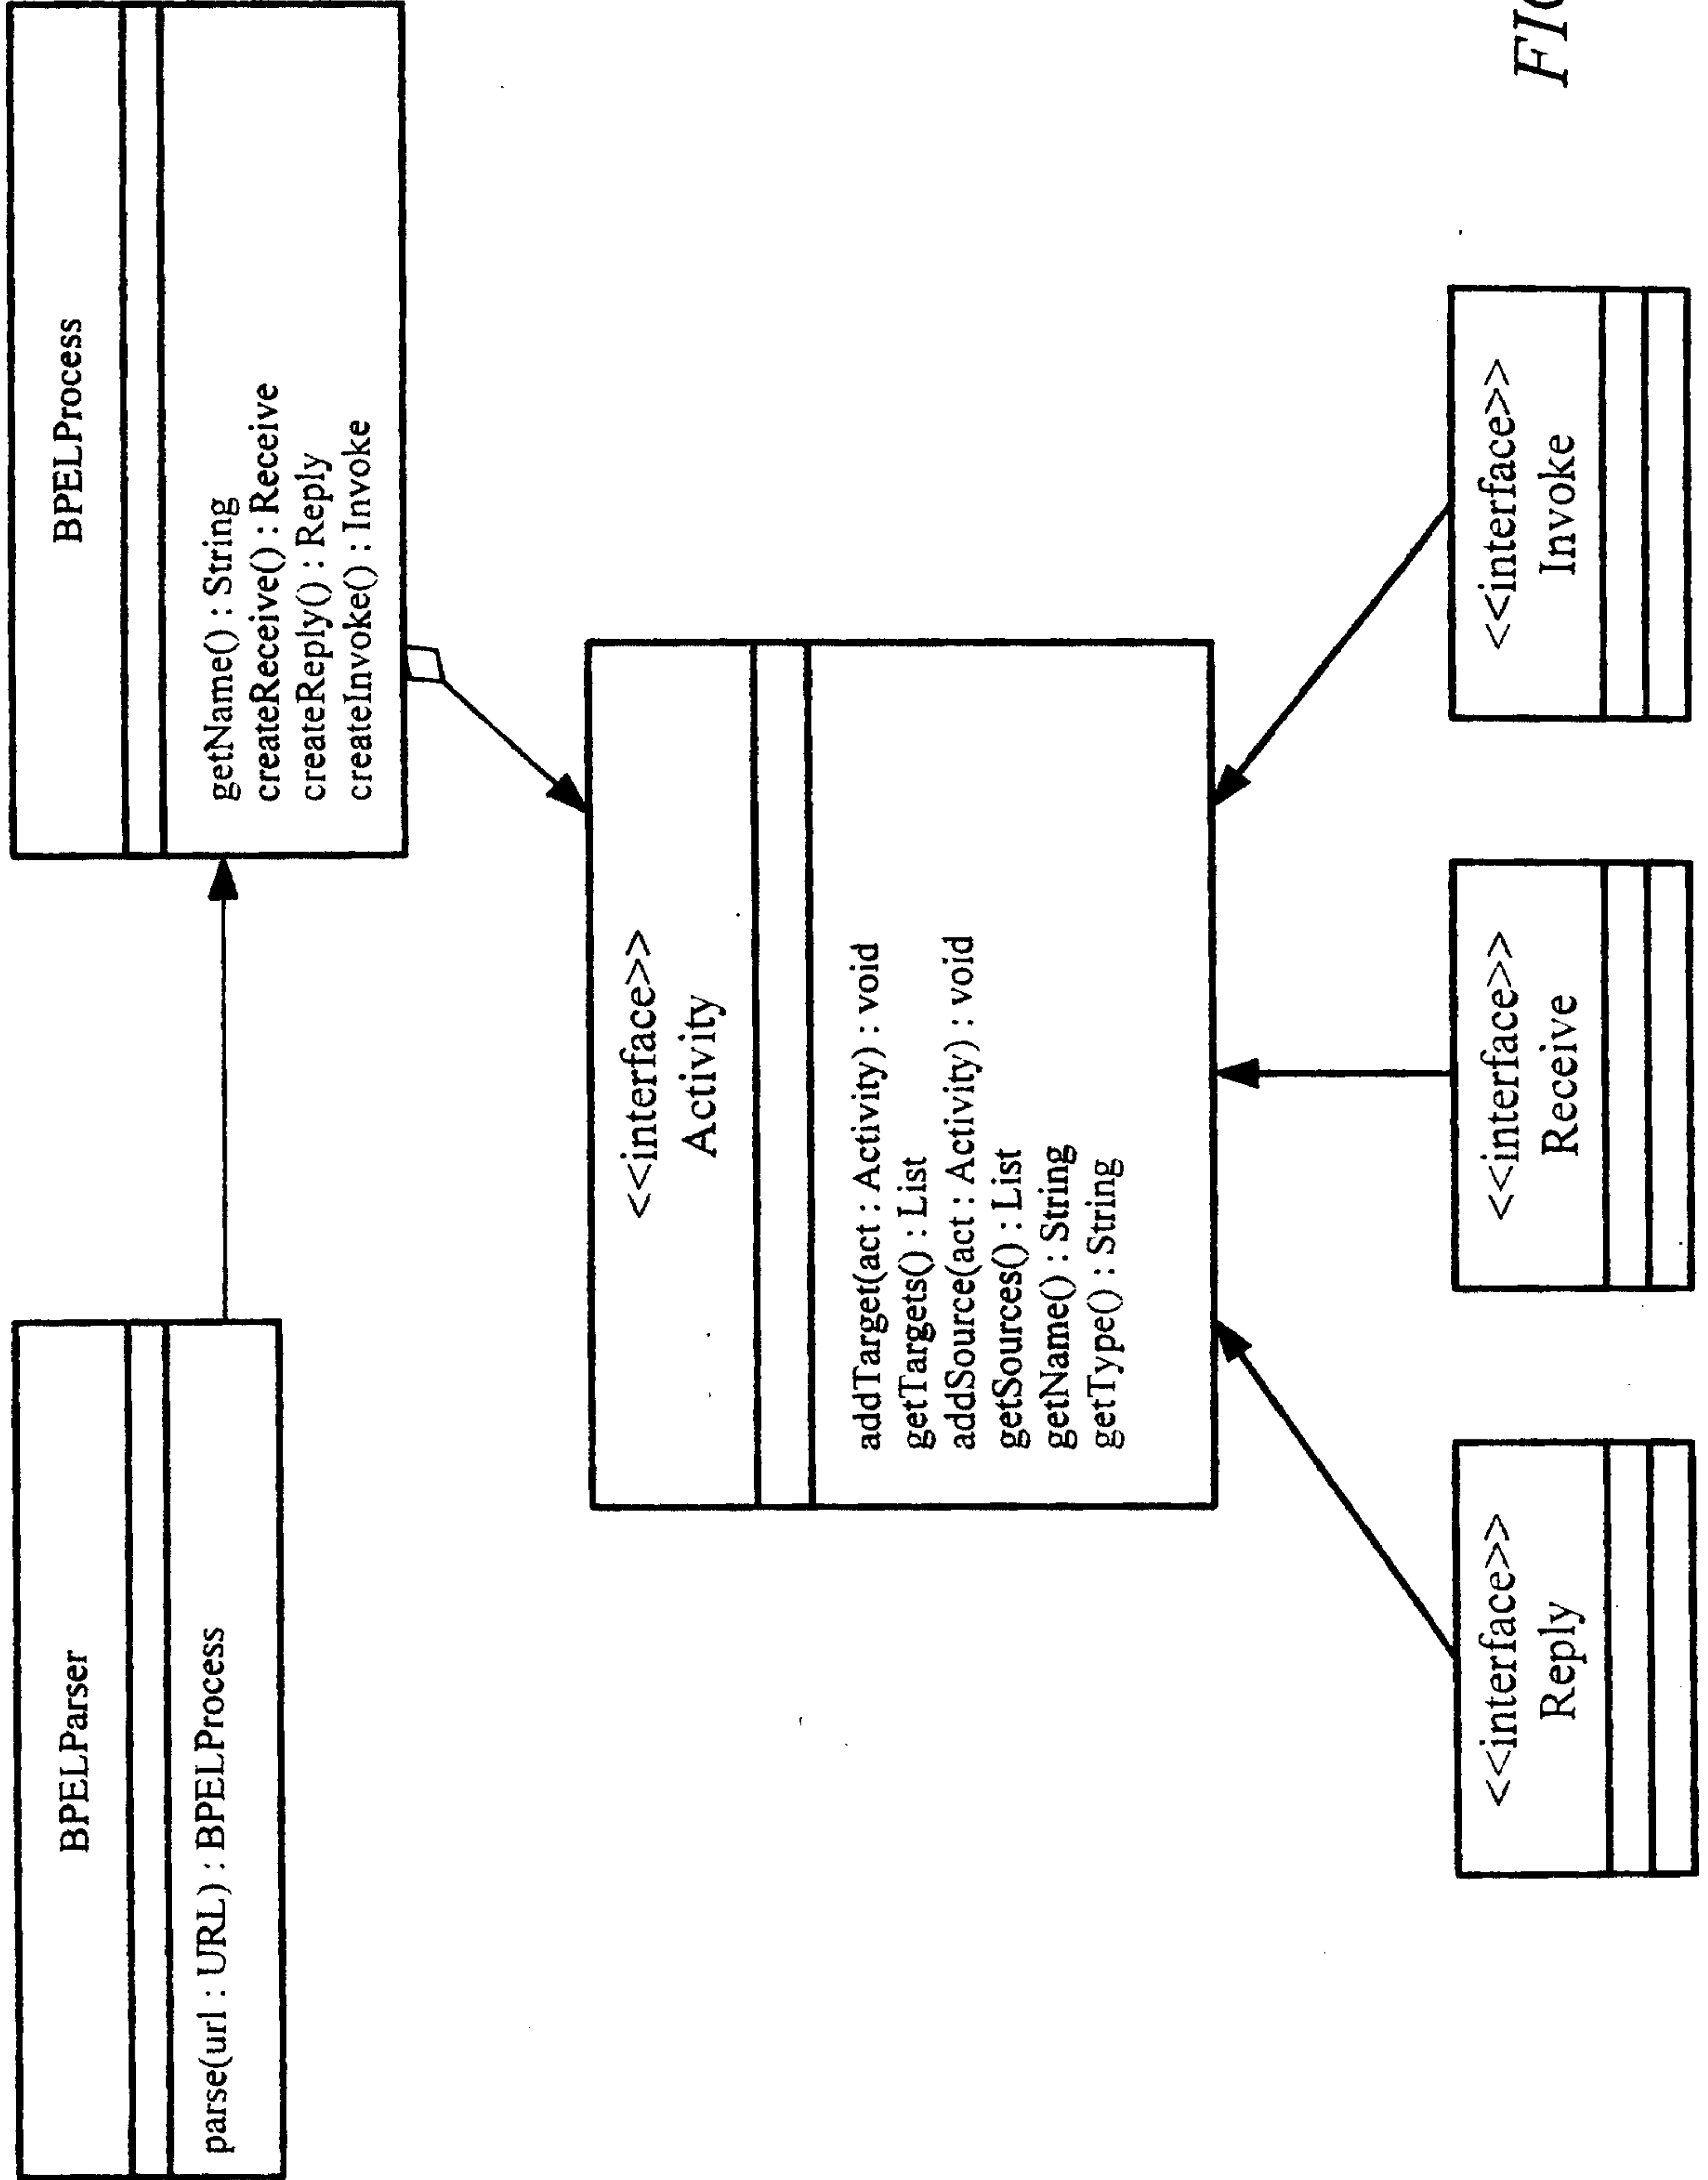 BPELParser
parse(url : URL) : BPELProcess
BPELProcess
getName() : String
createReceive() : Receive
createReply() : Reply
createInvoke() : Invoke
<<interface>>
Activity
addTarget(act : Activity) : void
getTargets() : List
addSource(act : Activity) : void
getSources() : List
getName() : String
getType() : String
<<interface>>
Reply
<<interface>>
Receive
<<interface>>
Invoke